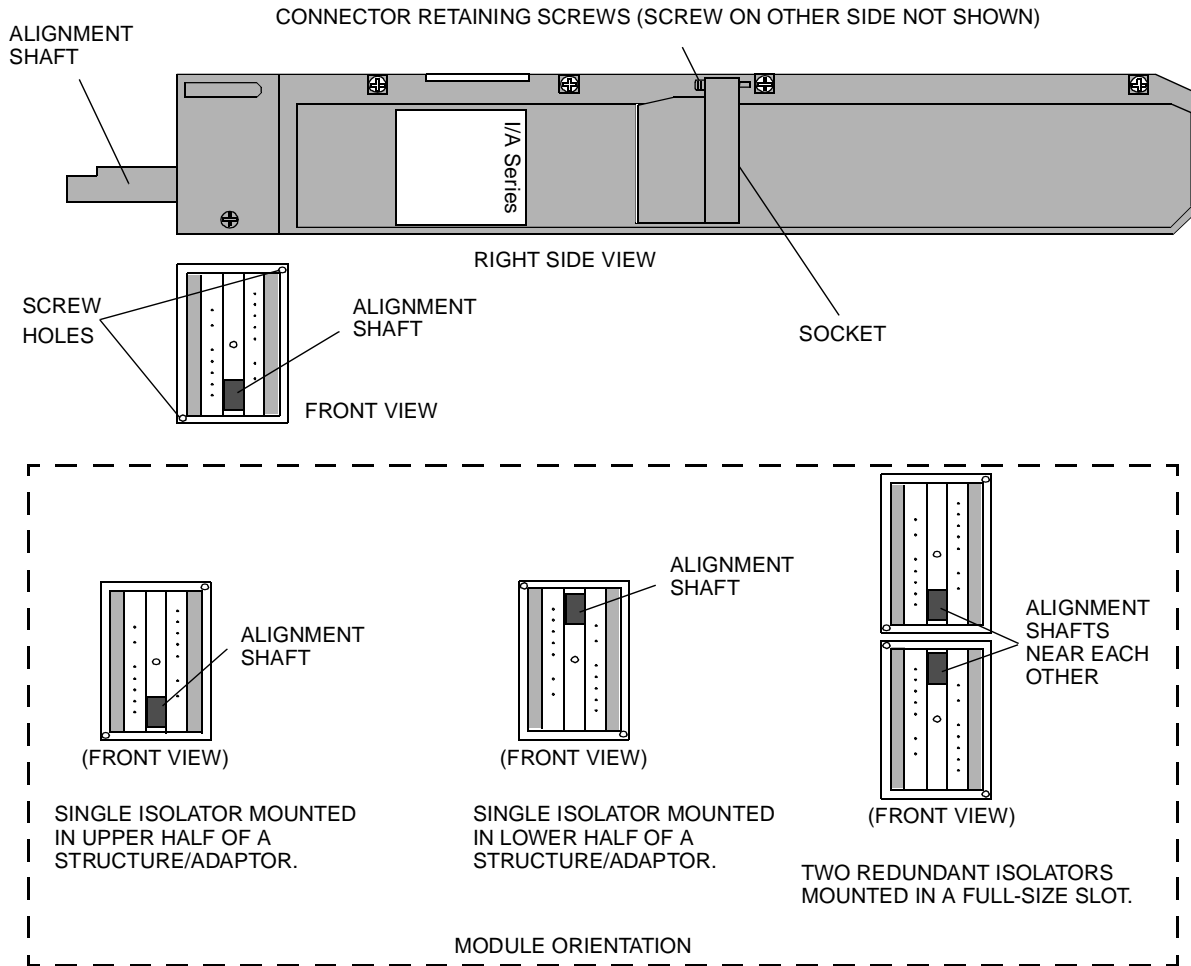 CONNECTOR RETAINING SCREWS (SCREW ON OTHER SIDE NOT SHOWN)
ALIGNMENT
SHAFT
I/A Series
RIGHT SIDE VIEW
SCREW
HOLES
ALIGNMENT
SHAFT
SOCKET
FRONT VIEW
ALIGNMENT
SHAFT
(FRONT VIEW)
SINGLE ISOLATOR MOUNTED
IN UPPER HALF OF A
STRUCTURE/ADAPTOR.
ALIGNMENT
SHAFT
(FRONT VIEW)
SINGLE ISOLATOR MOUNTED
IN LOWER HALF OF A
STRUCTURE/ADAPTOR.
ALIGNMENT
SHAFTS
NEAR EACH
OTHER
(FRONT VIEW)
TWO REDUNDANT ISOLATORS
MOUNTED IN A FULL-SIZE SLOT.
MODULE ORIENTATION